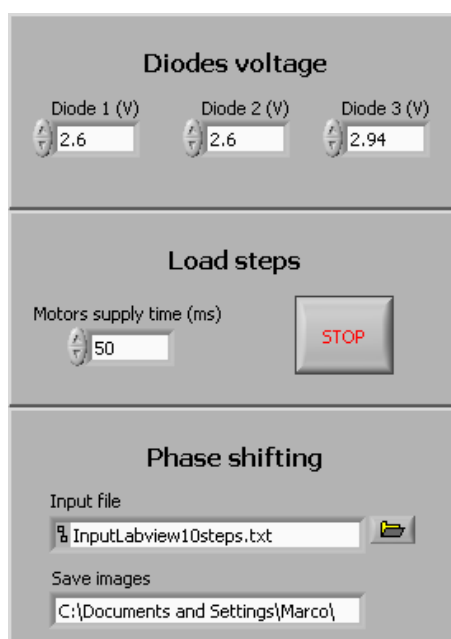 Diodes voltage
Diode 1 (V) Diode 2 (V) Diode 3 (V)
2.6 2.6 2.94
Load steps
Motors supply time (ms)
50
STOP
Phase shifting
Input file
InputLabview10steps.txt
Save images
C:\Documents and Settings\Marco\